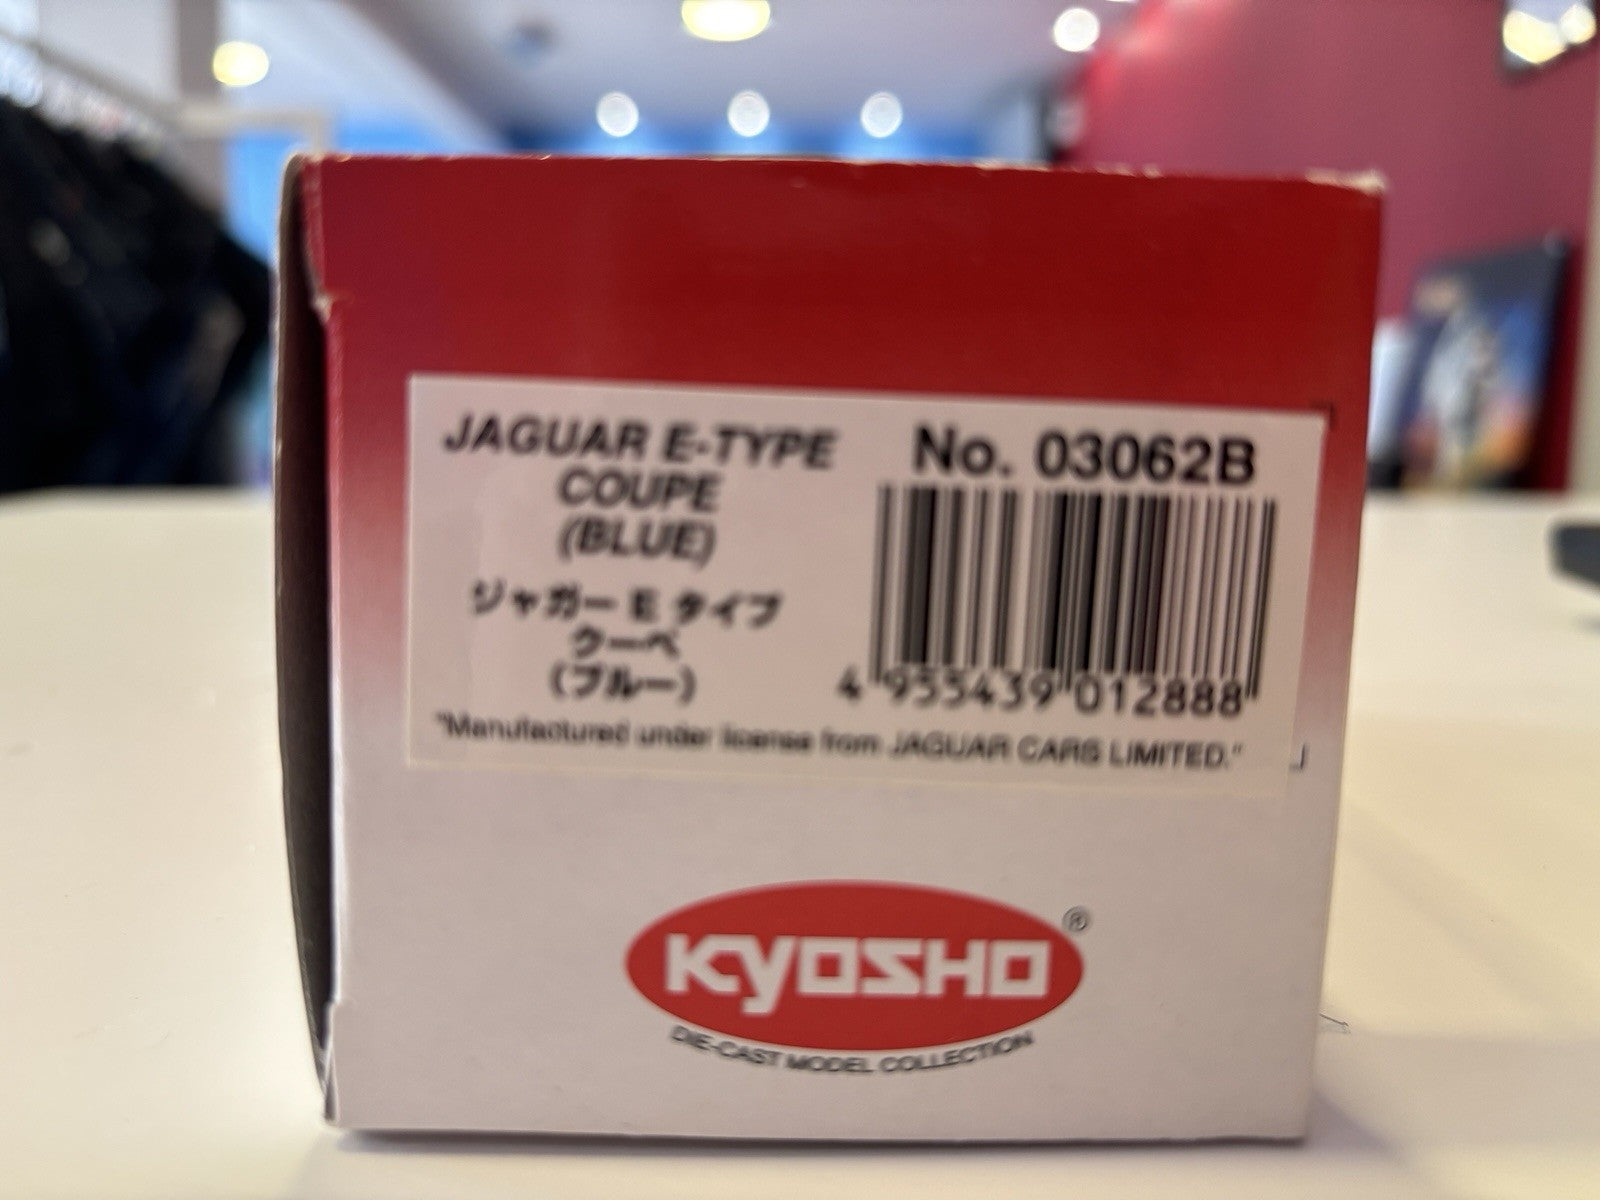 JAGUAR E-TYPE
COUPE
(BLUE)
ジャガー E タイプ
クーペ
(ブルー)
No. 03062B
4 955439 012888
"Manufactured under license from JAGUAR CARS LIMITED."
KYOSHO ®
DIE-CAST MODEL COLLECTION